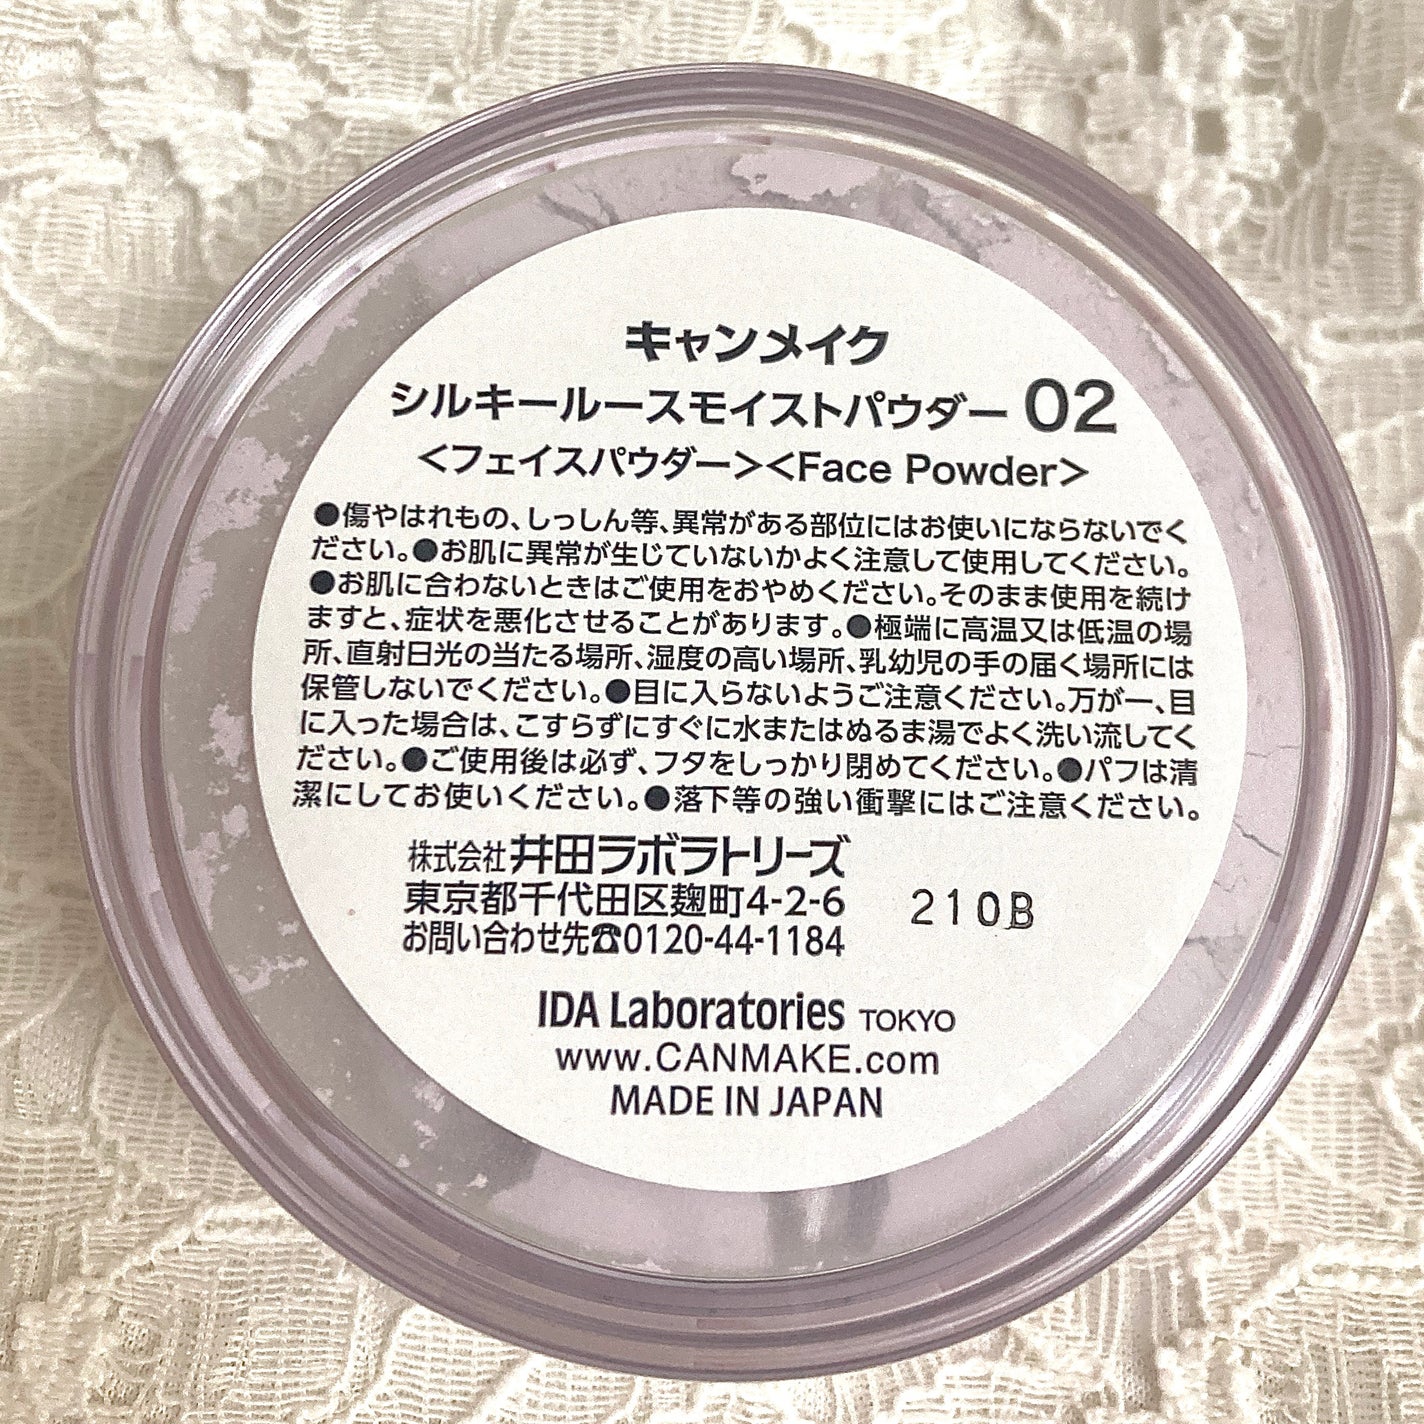 キャンメイク
シルキールースモイストパウダー 02
<フェイスパウダー><Face Powder>
●傷やはれもの、しっしん等、異常がある部位にはお使いにならないでく
ださい。●お肌に異常が生じていないかよく注意して使用してください。
●お肌に合わないときはご使用をおやめください。そのまま使用を続け
ますと、症状を悪化させることがあります。●極端に高温又は低温の場
所、直射日光の当たる場所、湿度の高い場所、乳幼児の手の届く場所には
保管しないでください。●目に入らないようご注意ください。万が一、目
に入った場合は、こすらずにすぐに水またはぬるま湯でよく洗い流してく
ださい。●ご使用後は必ず、フタをしっかり閉めてください。●パフは清
潔にしてお使いください。●落下等の強い衝撃にはご注意ください。
株式会社 井田ラボラトリーズ
東京都千代田区麹町4-2-6 210B
お問い合わせ先☎0120-44-1184
IDA Laboratories TOKYO
www.CANMAKE.com
MADE IN JAPAN